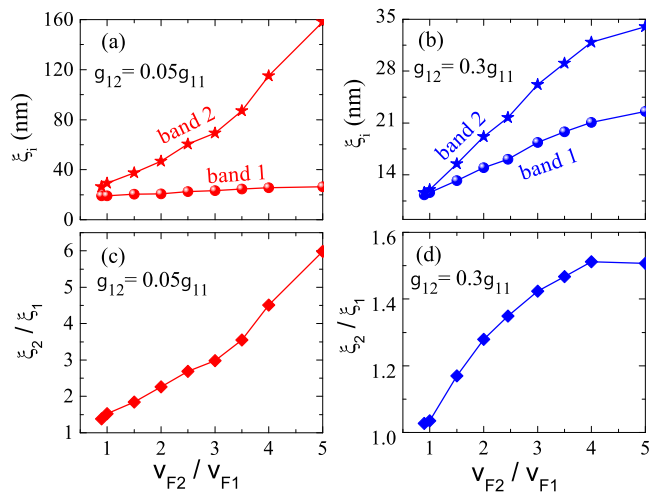 160
120
80
40
0
ξi (nm)
(a)
g12 = 0.05g11
band 2
band 1
35
28
21
14
ξi (nm)
(b)
g12 = 0.3g11
band 2
band 1
6
5
4
3
2
1
ξ2 / ξ1
(c)
g12 = 0.05g11
1 2 3 4 5
vF2 / vF1
1.6
1.4
1.2
1.0
ξ2 / ξ1
(d)
g12 = 0.3g11
1 2 3 4 5
vF2 / vF1